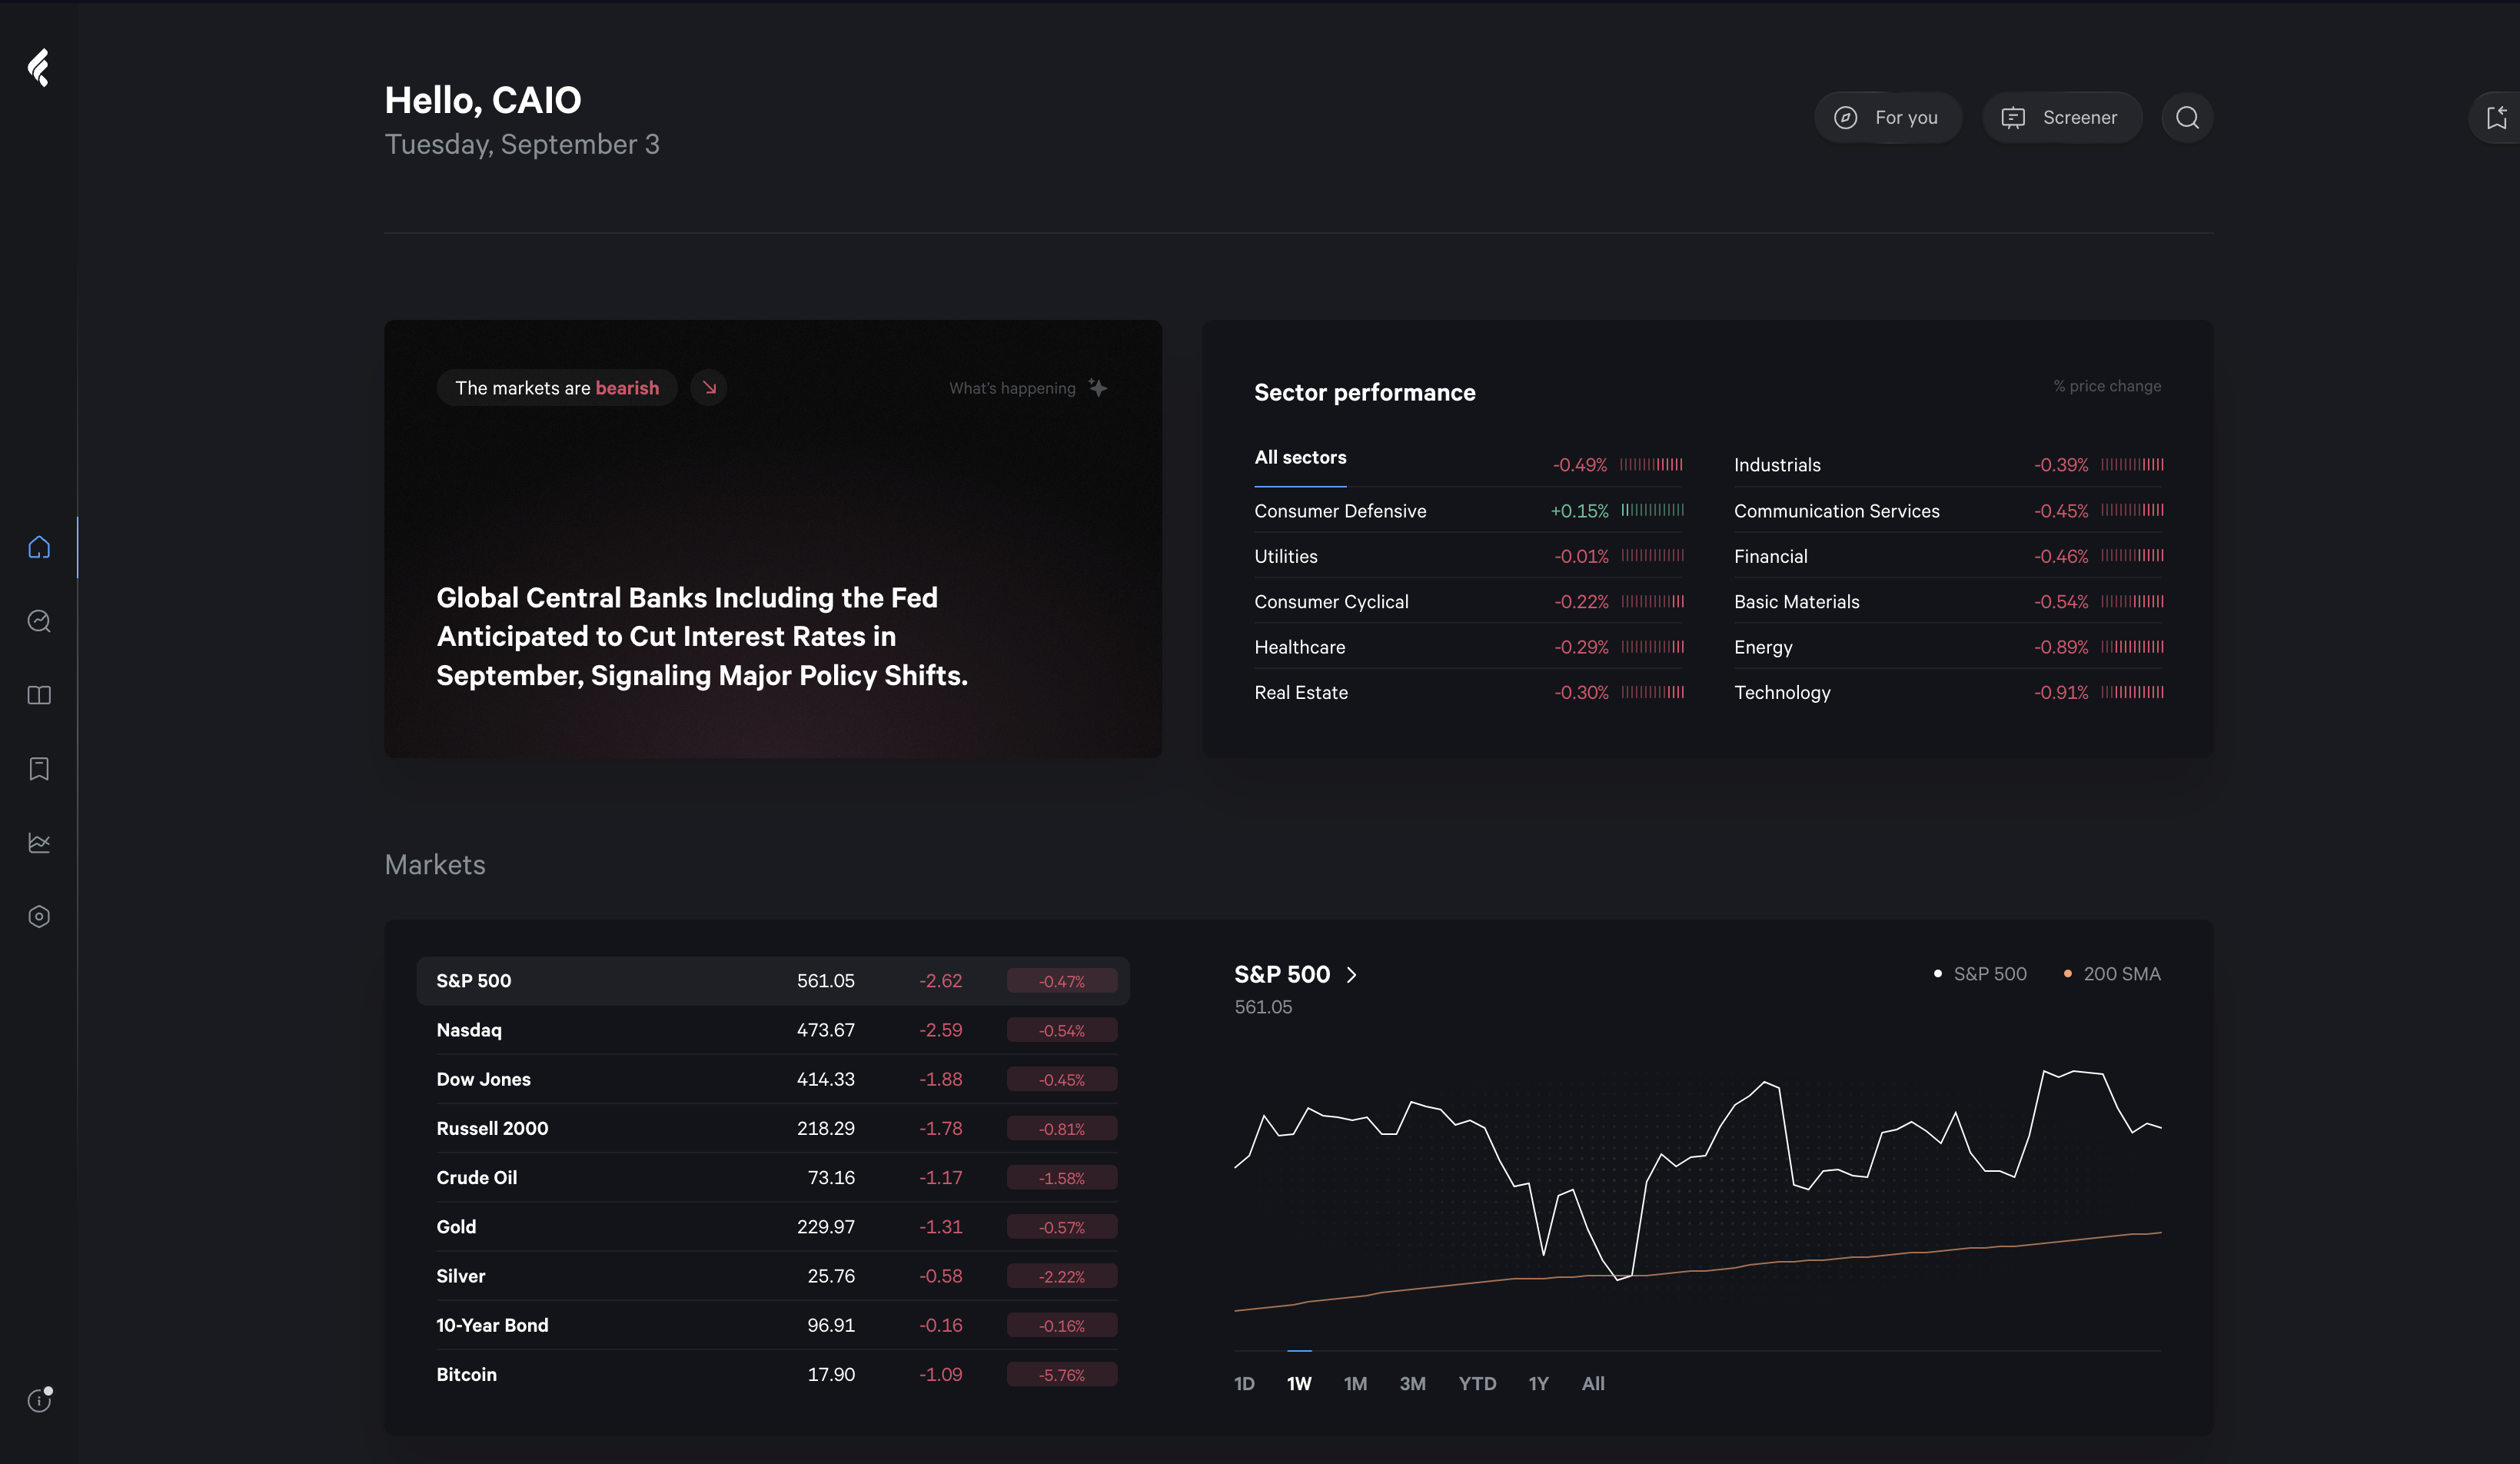 Hello, CAIO
Tuesday, September 3
For you
Screener
The markets are bearish
What's happening
Global Central Banks Including the Fed
Anticipated to Cut Interest Rates in
September, Signaling Major Policy Shifts.
Sector performance
% price change
All sectors -0.49%
Consumer Defensive +0.15%
Utilities -0.01%
Consumer Cyclical -0.22%
Healthcare -0.29%
Real Estate -0.30%
Industrials -0.39%
Communication Services -0.45%
Financial -0.46%
Basic Materials -0.54%
Energy -0.89%
Technology -0.91%
Markets
S&P 500 561.05 -2.62 -0.47%
Nasdaq 473.67 -2.59 -0.54%
Dow Jones 414.33 -1.88 -0.45%
Russell 2000 218.29 -1.78 -0.81%
Crude Oil 73.16 -1.17 -1.58%
Gold 229.97 -1.31 -0.57%
Silver 25.76 -0.58 -2.22%
10-Year Bond 96.91 -0.16 -0.16%
Bitcoin 17.90 -1.09 -5.76%
S&P 500
561.05
S&P 500 200 SMA
1D 1W 1M 3M YTD 1Y All